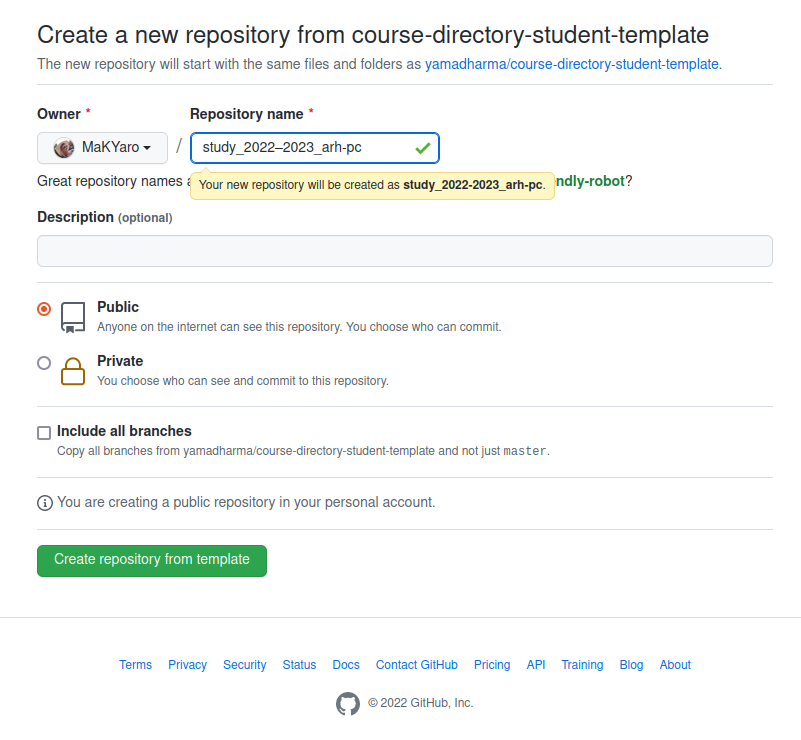 Create a new repository from course-directory-student-template
The new repository will start with the same files and folders as yamadharma/course-directory-student-template.
Owner * Repository name *
MaKYaro / study_2022–2023_arh-pc
Great repository names a
Your new repository will be created as study_2022-2023_arh-pc.
ndly-robot?
Description (optional)
Public
Anyone on the internet can see this repository. You choose who can commit.
Private
You choose who can see and commit to this repository.
Include all branches
Copy all branches from yamadharma/course-directory-student-template and not just master.
You are creating a public repository in your personal account.
Create repository from template
Terms Privacy Security Status Docs Contact GitHub Pricing API Training Blog About
© 2022 GitHub, Inc.